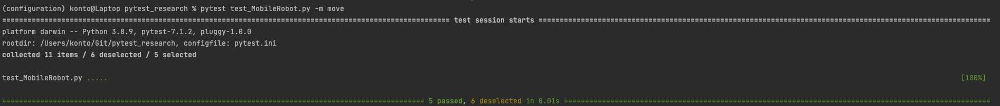 (configuration) konto@Laptop pytest_research % pytest test_MobileRobot.py -m move
========================================================================================================== test session starts ===========================================================================================================
platform darwin -- Python 3.8.9, pytest-7.1.2, pluggy-1.0.0
rootdir: /Users/konto/Git/pytest_research, configfile: pytest.ini
collected 11 items / 6 deselected / 5 selected
test_MobileRobot.py ..... [100%]
==================================================================================================== 5 passed, 6 deselected in 0.01s =====================================================================================================